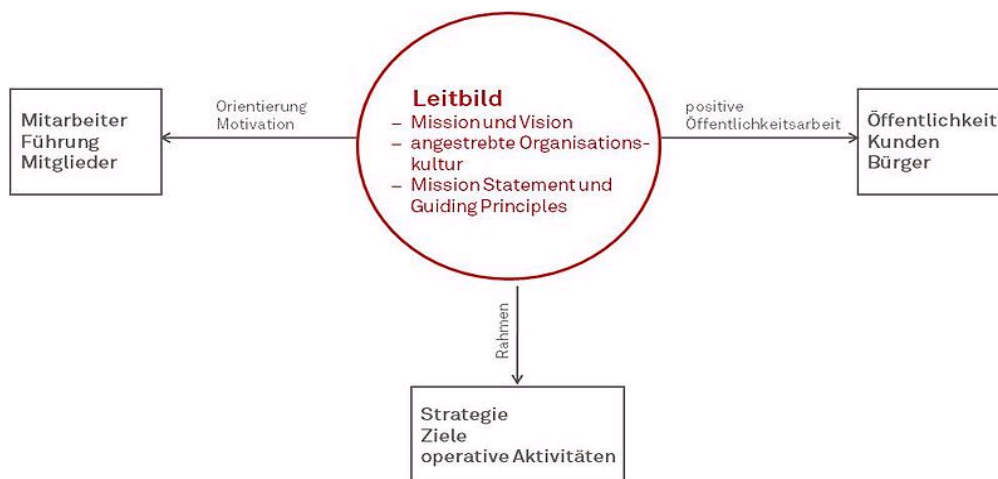 Leitbild
– Mission und Vision
– angestrebte Organisations-
kultur
– Mission Statement und
Guiding Principles
Orientierung
Motivation
Mitarbeiter
Führung
Mitglieder
positive
Öffentlichkeitsarbeit
Öffentlichkeit
Kunden
Bürger
Rahmen
Strategie
Ziele
operative Aktivitäten